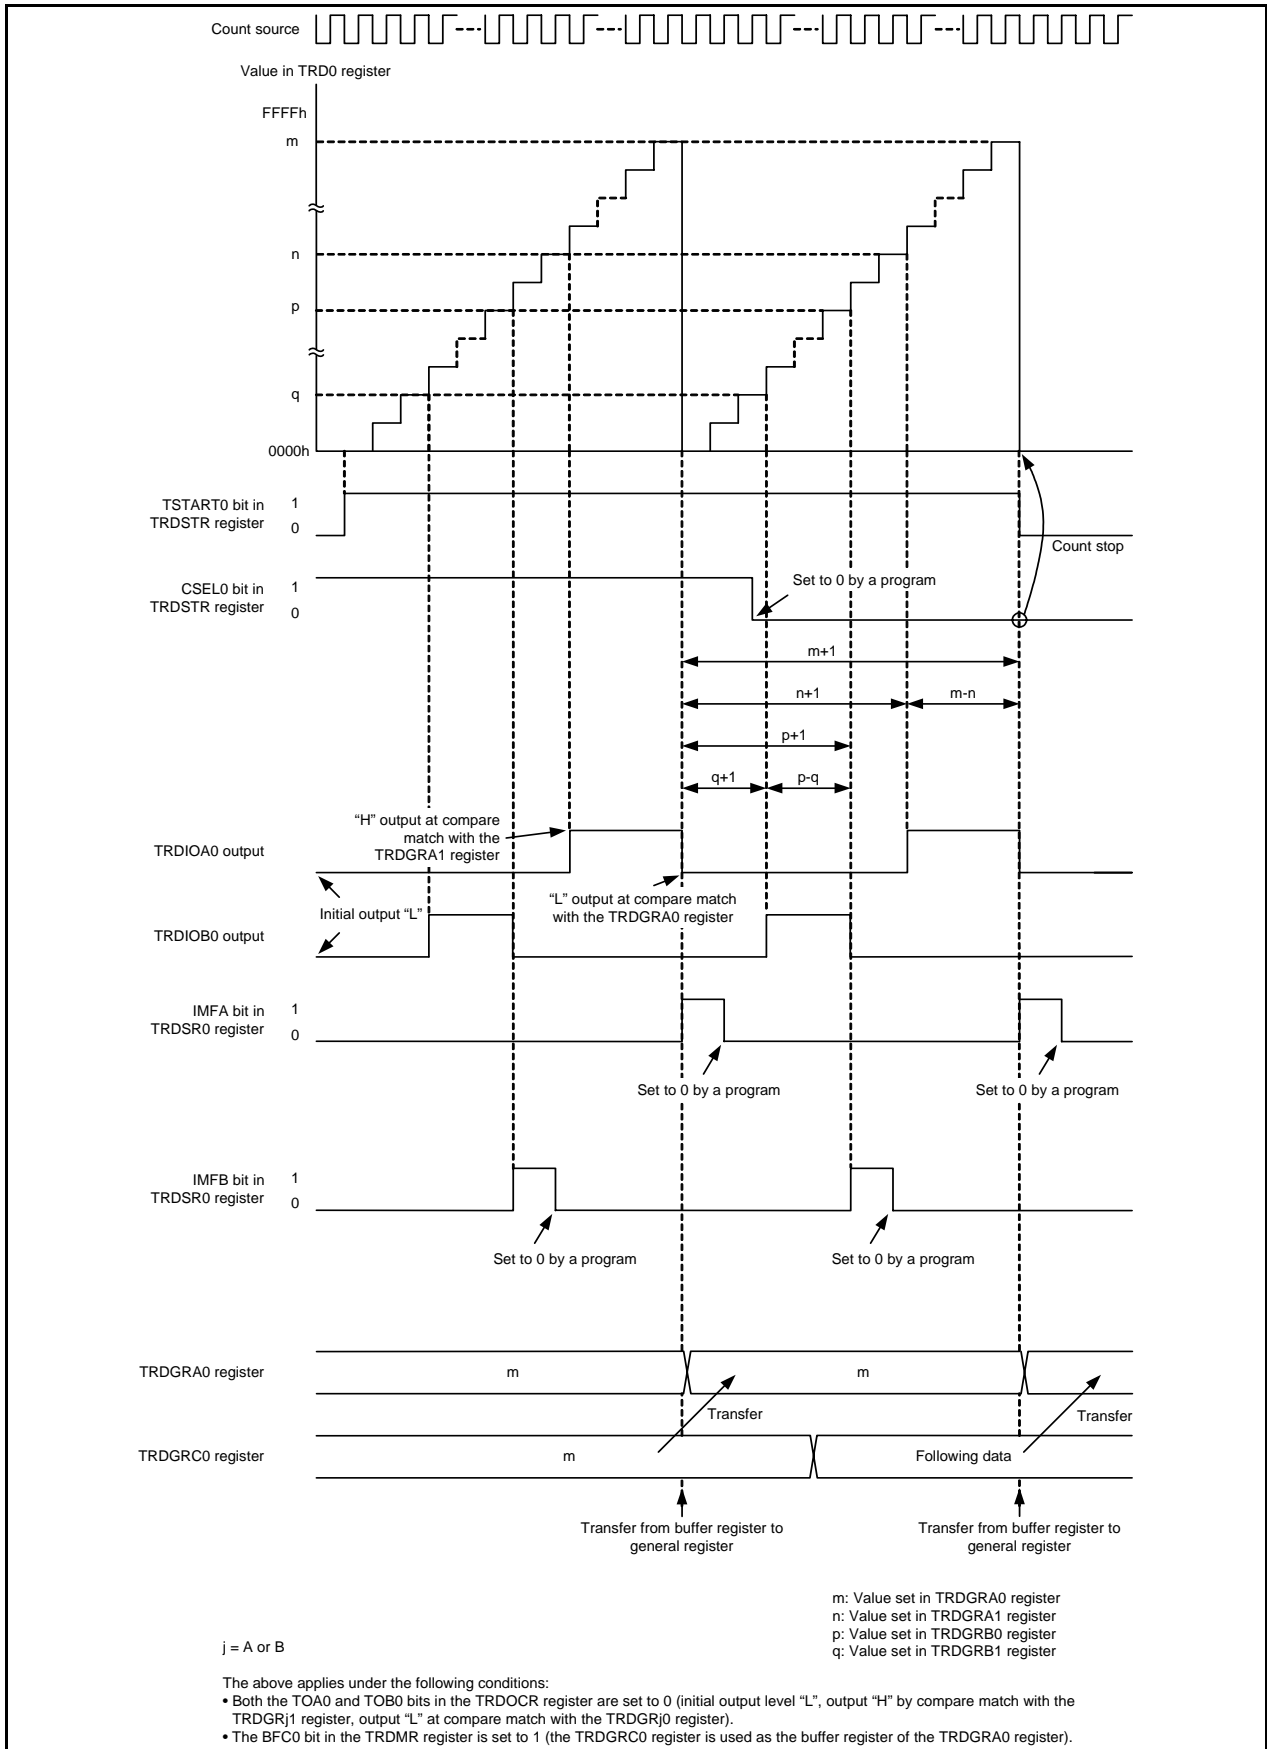 Count source
Value in TRD0 register
FFFFh
m
n
p
q
0000h
TSTART0 bit in
TRDSTR register
1
0
Count stop
CSEL0 bit in
TRDSTR register
1
0
Set to 0 by a program
m+1
n+1
m-n
p+1
q+1
p-q
“H” output at compare
match with the
TRDGRA1 register
TRDIOA0 output
“L” output at compare match
with the TRDGRA0 register
Initial output “L”
TRDIOB0 output
IMFA bit in
TRDSR0 register
1
0
Set to 0 by a program
Set to 0 by a program
IMFB bit in
TRDSR0 register
1
0
Set to 0 by a program
Set to 0 by a program
TRDGRA0 register
m
m
Transfer
Transfer
TRDGRC0 register
m
Following data
Transfer from buffer register to
general register
Transfer from buffer register to
general register
m: Value set in TRDGRA0 register
n: Value set in TRDGRA1 register
p: Value set in TRDGRB0 register
q: Value set in TRDGRB1 register
j = A or B
The above applies under the following conditions:
• Both the TOA0 and TOB0 bits in the TRDOCR register are set to 0 (initial output level “L”, output “H” by compare match with the
TRDGRj1 register, output “L” at compare match with the TRDGRj0 register).
• The BFC0 bit in the TRDMR register is set to 1 (the TRDGRC0 register is used as the buffer register of the TRDGRA0 register).